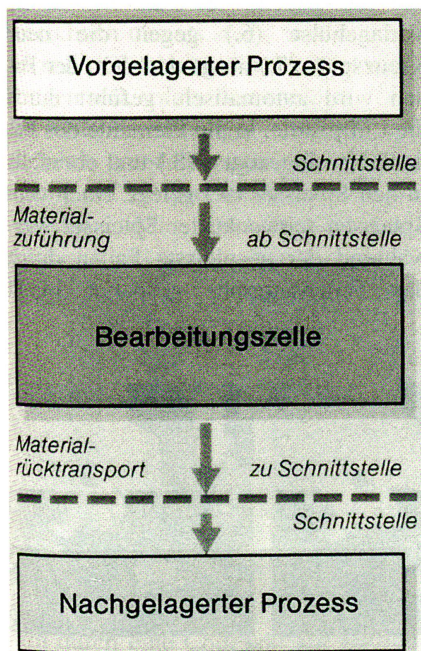 Vorgelagerter Prozess
Schnittstelle
Material-
zuführung ab Schnittstelle
Bearbeitungszelle
Material-
rücktransport zu Schnittstelle
Schnittstelle
Nachgelagerter Prozess